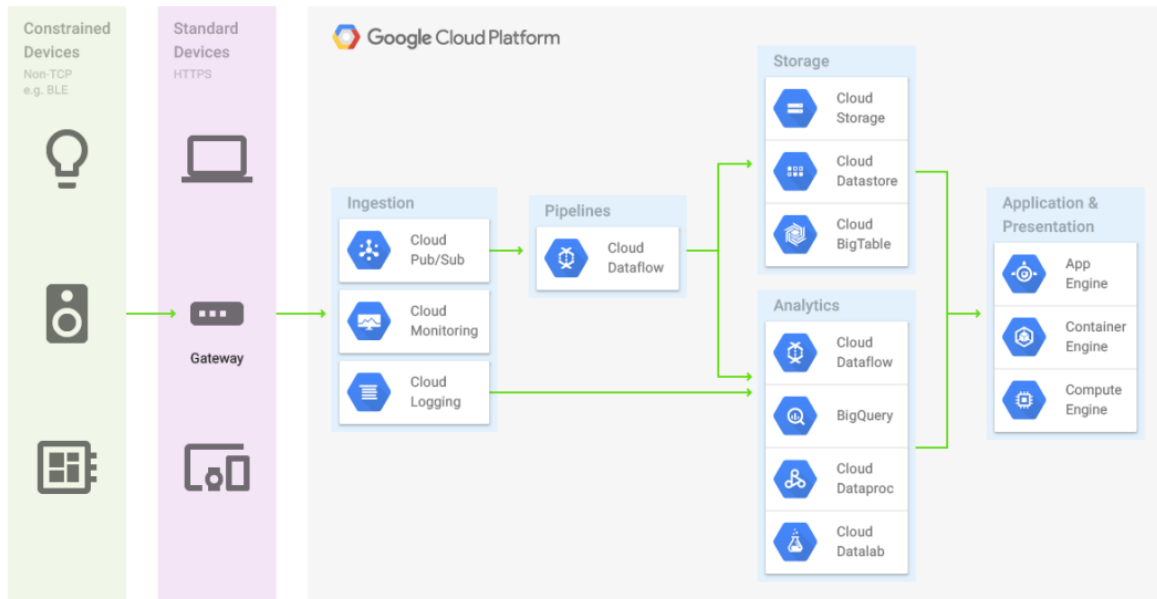 Constrained
Devices
Non-TCP
e.g. BLE
Standard
Devices
HTTPS
Gateway
Google Cloud Platform
Ingestion
Cloud
Pub/Sub
Cloud
Monitoring
Cloud
Logging
Pipelines
Cloud
Dataflow
Storage
Cloud
Storage
Cloud
Datastore
Cloud
BigTable
Analytics
Cloud
Dataflow
BigQuery
Cloud
Dataproc
Cloud
Datalab
Application &
Presentation
App
Engine
Container
Engine
Compute
Engine